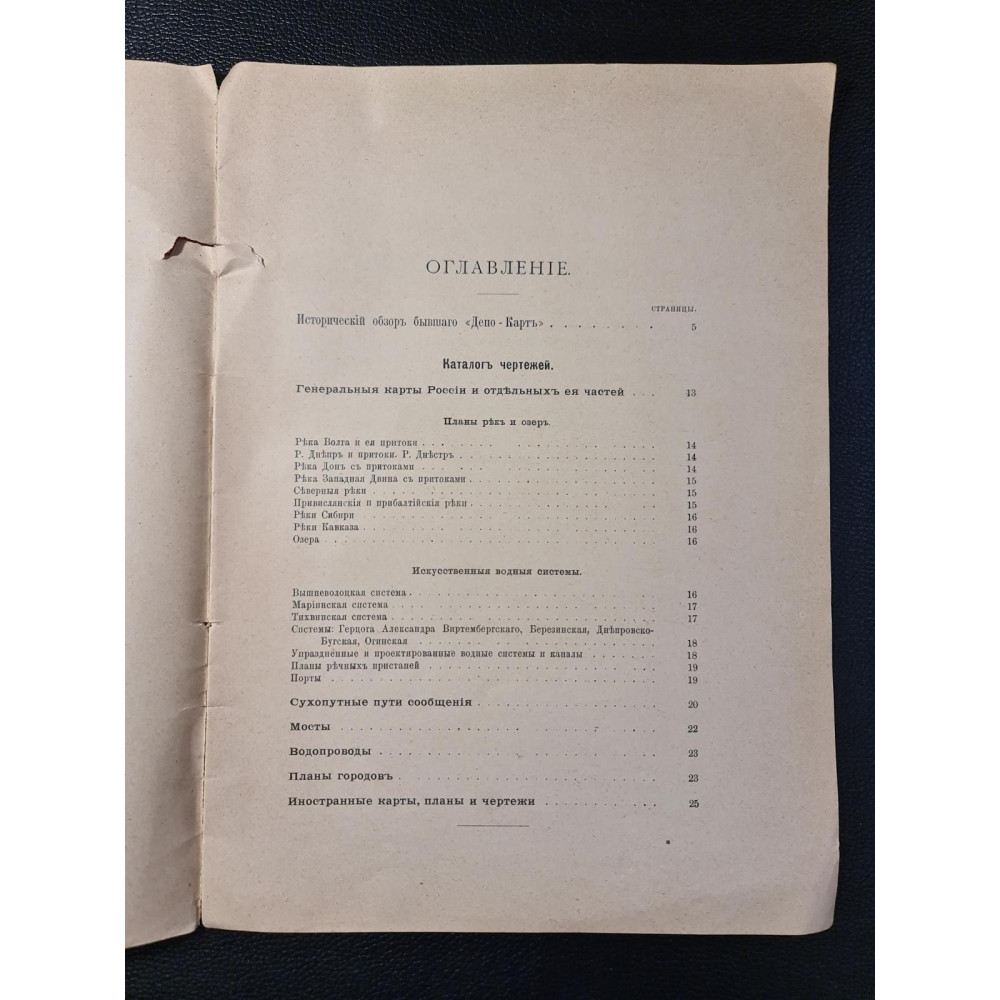 ОГЛАВЛЕНІЕ.
СТРАНИЦЫ.
Историческій обзоръ бывшаго «Депо-Картъ» . . . . . . . . 5
Каталогъ чертежей.
Генеральныя карты Россіи и отдѣльныхъ ея частей . . . 13
Планы рѣкъ и озеръ.
Рѣка Волга и ея притоки . . . . . . . . . . . . . . 14
Р. Днѣпръ и притоки. Р. Днѣстръ . . . . . . . . . . . . . . 14
Рѣка Донъ съ притоками . . . . . . . . . . . . . . 14
Рѣка Западная Двина съ притоками . . . . . . . . . . . . . . 15
Сѣверныя рѣки . . . . . . . . . . . . . . 15
Привислянскія и прибалтійскія рѣки . . . . . . . . . . . . . . 15
Рѣки Сибири . . . . . . . . . . . . . . 16
Рѣки Кавказа . . . . . . . . . . . . . . 16
Озера . . . . . . . . . . . . . . 16
Искусственныя водныя системы.
Вышневолоцкая система . . . . . . . . . . . . . . 16
Маріинская система . . . . . . . . . . . . . . 17
Тихвинская система . . . . . . . . . . . . . . 17
Системы: Герцога Александра Виртембергскаго, Березинская, Днѣпровско-
Бугская, Огинская . . . . . . . . . . . . . . 18
Упраздненные и проектированные водные системы и каналы . . . . . . . 18
Планы рѣчныхъ пристаней . . . . . . . . . . . . . . 19
Порты . . . . . . . . . . . . . . 19
Сухопутные пути сообщенія . . . . . . . . . . . . . . 20
Мосты . . . . . . . . . . . . . . 22
Водопроводы . . . . . . . . . . . . . . 23
Планы городовъ . . . . . . . . . . . . . . 23
Иностранные карты, планы и чертежи . . . . . . . . . 25